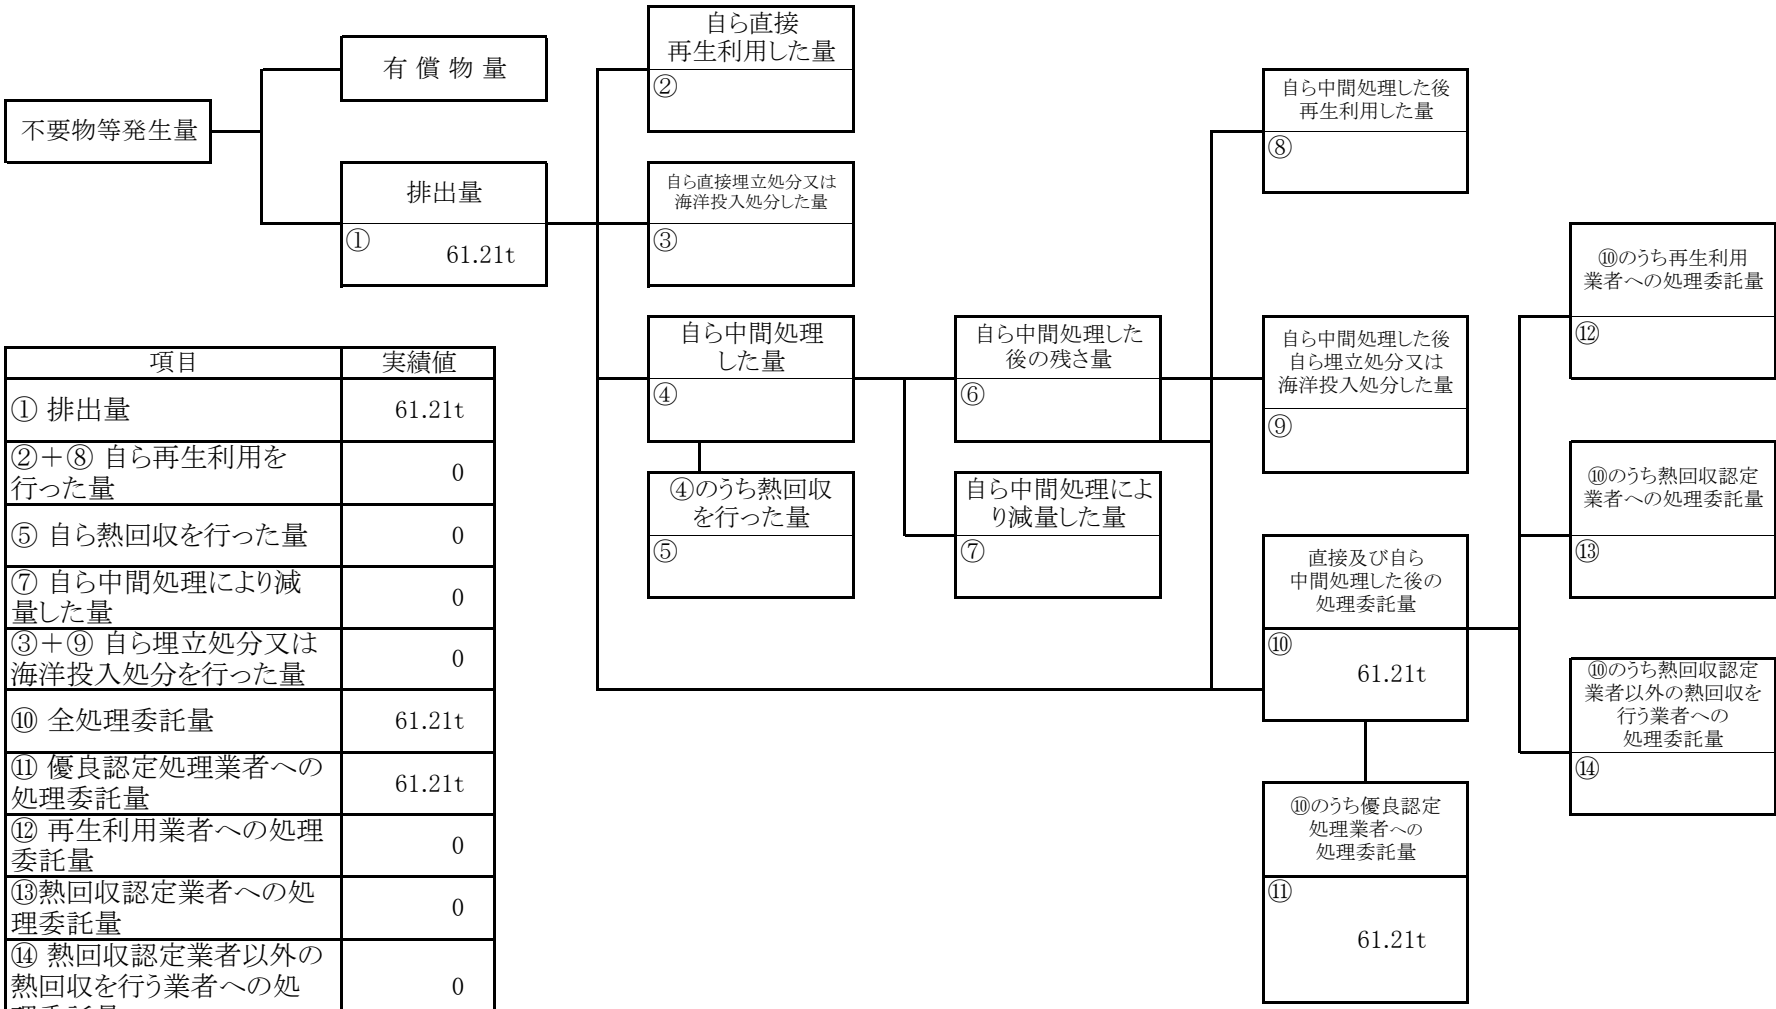 不要物等発生量
有 償 物 量
排出量
①
61.21t
自ら直接
再生利用した量
②
自ら直接埋立処分又は
海洋投入処分した量
③
自ら中間処理
した量
④
④のうち熱回収
を行った量
⑤
自ら中間処理した
後の残さ量
⑥
自ら中間処理によ
り減量した量
⑦
自ら中間処理した後
再生利用した量
⑧
自ら中間処理した後
自ら埋立処分又は
海洋投入処分した量
⑨
直接及び自ら
中間処理した後の
処理委託量
⑩
61.21t
⑩のうち優良認定
処理業者への
処理委託量
⑪
61.21t
⑩のうち再生利用
業者への処理委託量
⑫
⑩のうち熱回収認定
業者への処理委託量
⑬
⑩のうち熱回収認定
業者以外の熱回収を
行う業者への
処理委託量
⑭
項目 実績値
① 排出量 61.21t
②＋⑧ 自ら再生利用を
行った量 0
⑤ 自ら熱回収を行った量 0
⑦ 自ら中間処理により減
量した量 0
③＋⑨ 自ら埋立処分又は
海洋投入処分を行った量 0
⑩ 全処理委託量 61.21t
⑪ 優良認定処理業者への
処理委託量 61.21t
⑫ 再生利用業者への処理
委託量 0
⑬熱回収認定業者への処
理委託量 0
⑭ 熱回収認定業者以外の
熱回収を行う業者への処 0